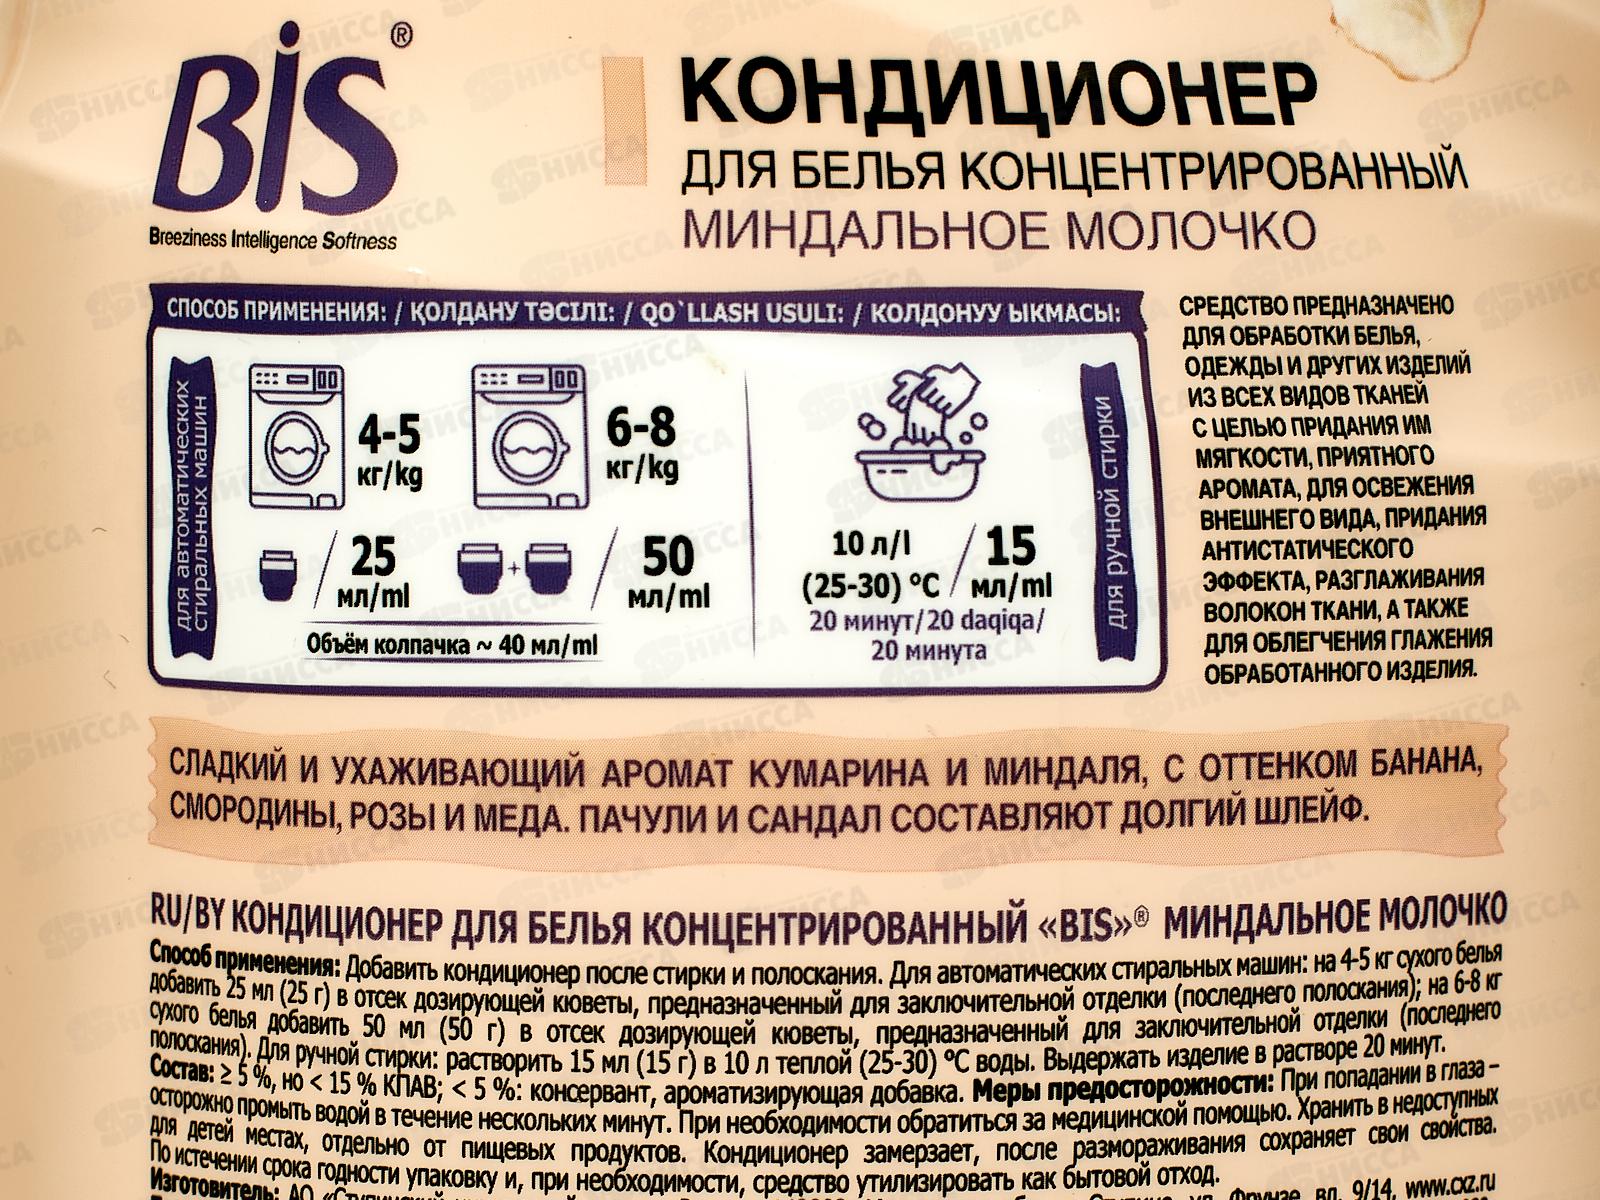 BiS®
Breeziness Intelligence Softness
КОНДИЦИОНЕР
ДЛЯ БЕЛЬЯ КОНЦЕНТРИРОВАННЫЙ
МИНДАЛЬНОЕ МОЛОЧКО
СПОСОБ ПРИМЕНЕНИЯ: / ҚОЛДАНУ ТӘСІЛІ: / QO`LLASH USULI: / КОЛДОНУУ ЫКМАСЫ:
для автоматических
стиральных машин
4-5
кг/kg
25
мл/ml
6-8
кг/kg
+
50
мл/ml
Объём колпачка ~ 40 мл/ml
10 л/l
(25-30) °C
15
мл/ml
20 минут/20 daqiqa/
20 минута
для ручной стирки
СРЕДСТВО ПРЕДНАЗНАЧЕНО
ДЛЯ ОБРАБОТКИ БЕЛЬЯ,
ОДЕЖДЫ И ДРУГИХ ИЗДЕЛИЙ
ИЗ ВСЕХ ВИДОВ ТКАНЕЙ
С ЦЕЛЬЮ ПРИДАНИЯ ИМ
МЯГКОСТИ, ПРИЯТНОГО
АРОМАТА, ДЛЯ ОСВЕЖЕНИЯ
ВНЕШНЕГО ВИДА, ПРИДАНИЯ
АНТИСТАТИЧЕСКОГО
ЭФФЕКТА, РАЗГЛАЖИВАНИЯ
ВОЛОКОН ТКАНИ, А ТАКЖЕ
ДЛЯ ОБЛЕГЧЕНИЯ ГЛАЖЕНИЯ
ОБРАБОТАННОГО ИЗДЕЛИЯ.
СЛАДКИЙ И УХАЖИВАЮЩИЙ АРОМАТ КУМАРИНА И МИНДАЛЯ, С ОТТЕНКОМ БАНАНА,
СМОРОДИНЫ, РОЗЫ И МЕДА. ПАЧУЛИ И САНДАЛ СОСТАВЛЯЮТ ДОЛГИЙ ШЛЕЙФ.
RU/BY КОНДИЦИОНЕР ДЛЯ БЕЛЬЯ КОНЦЕНТРИРОВАННЫЙ «BIS»® МИНДАЛЬНОЕ МОЛОЧКО
Способ применения: Добавить кондиционер после стирки и полоскания. Для автоматических стиральных машин: на 4-5 кг сухого белья
добавить 25 мл (25 г) в отсек дозирующей кюветы, предназначенный для заключительной отделки (последнего полоскания); на 6-8 кг
сухого белья добавить 50 мл (50 г) в отсек дозирующей кюветы, предназначенный для заключительной отделки (последнего
полоскания). Для ручной стирки: растворить 15 мл (15 г) в 10 л теплой (25-30) °C воды. Выдержать изделие в растворе 20 минут.
Состав: ≥ 5 %, но < 15 % КПАВ; < 5 %: консервант, ароматизирующая добавка. Меры предосторожности: При попадании в глаза –
осторожно промыть водой в течение нескольких минут. При необходимости обратиться за медицинской помощью. Хранить в недоступных
для детей местах, отдельно от пищевых продуктов. Кондиционер замерзает, после размораживания сохраняет свои свойства.
По истечении срока годности упаковку и, при необходимости, средство утилизировать как бытовой отход.
Изготовитель: АО «Ступинский ул. Фрунзе, вл. 9/14, www.cxz.ru